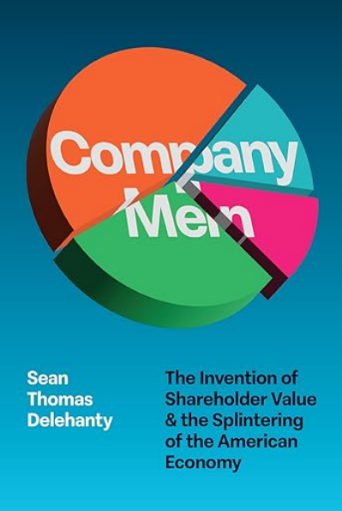 Company
Men
Sean
Thomas
Delehanty
The Invention of
Shareholder Value
& the Splintering
of the American
Economy